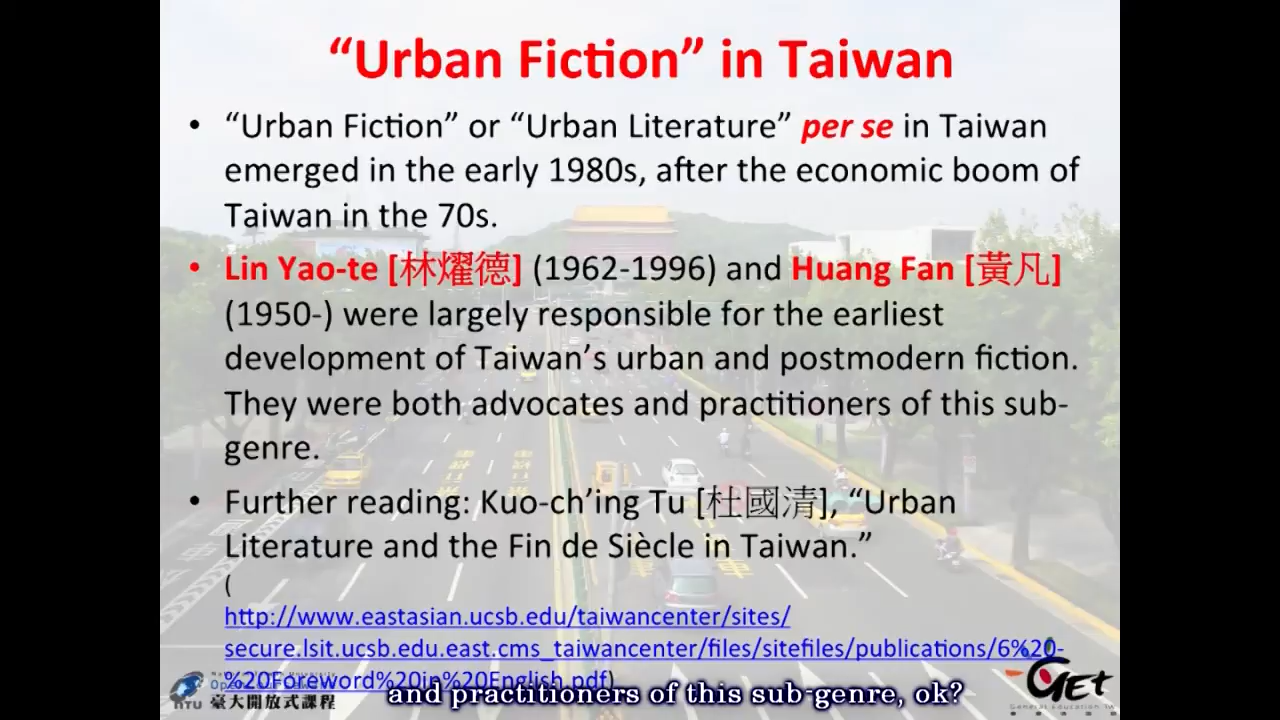 “Urban Fiction” in Taiwan
• “Urban Fiction” or “Urban Literature” per se in Taiwan
emerged in the early 1980s, after the economic boom of
Taiwan in the 70s.
• Lin Yao-te [林燿德] (1962-1996) and Huang Fan [黃凡]
(1950-) were largely responsible for the earliest
development of Taiwan’s urban and postmodern fiction.
They were both advocates and practitioners of this sub-
genre.
• Further reading: Kuo-ch’ing Tu [杜國清], “Urban
Literature and the Fin de Siècle in Taiwan.”
(
http://www.eastasian.ucsb.edu/taiwancenter/sites/
secure.lsit.ucsb.edu.east.cms_taiwancenter/files/sitefiles/publications/6%20-
%20Foreword%20in%20English.pdf)
and practitioners of this sub-genre, ok?
NTU 臺大開放式課程
GET